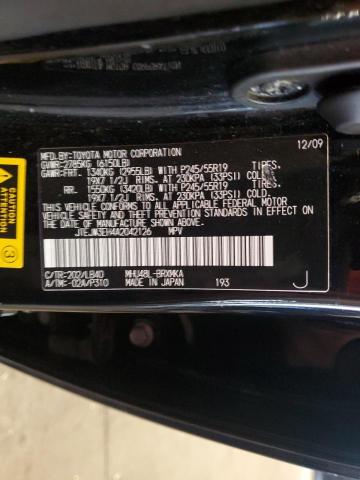 MFD.BY:TOYOTA MOTOR CORPORATION 12/09
GVWR:2785KG (6150LB)
GAWR:FRT. 1340KG (2955LB) WITH P245/55R19 TIRES.
19X7 1/2J RIMS. AT 230KPA (33PSI) COLD
RR. 1550KG (3420LB) WITH P245/55R19 TIRES.
19X7 1/2J RIMS. AT 230KPA (33PSI) COLD
THIS VEHICLE CONFORMS TO ALL APPLICABLE FEDERAL
MOTOR VEHICLE SAFETY AND THEFT PREVENTION STANDARDS
IN EFFECT ON THE DATE OF MANUFACTURE SHOWN ABOVE.
MPV
C/TR:202/LB40 MHU48L-BRXMKA
A/TM:-02A/P310 MADE IN JAPAN 193 J
CAUTION
3